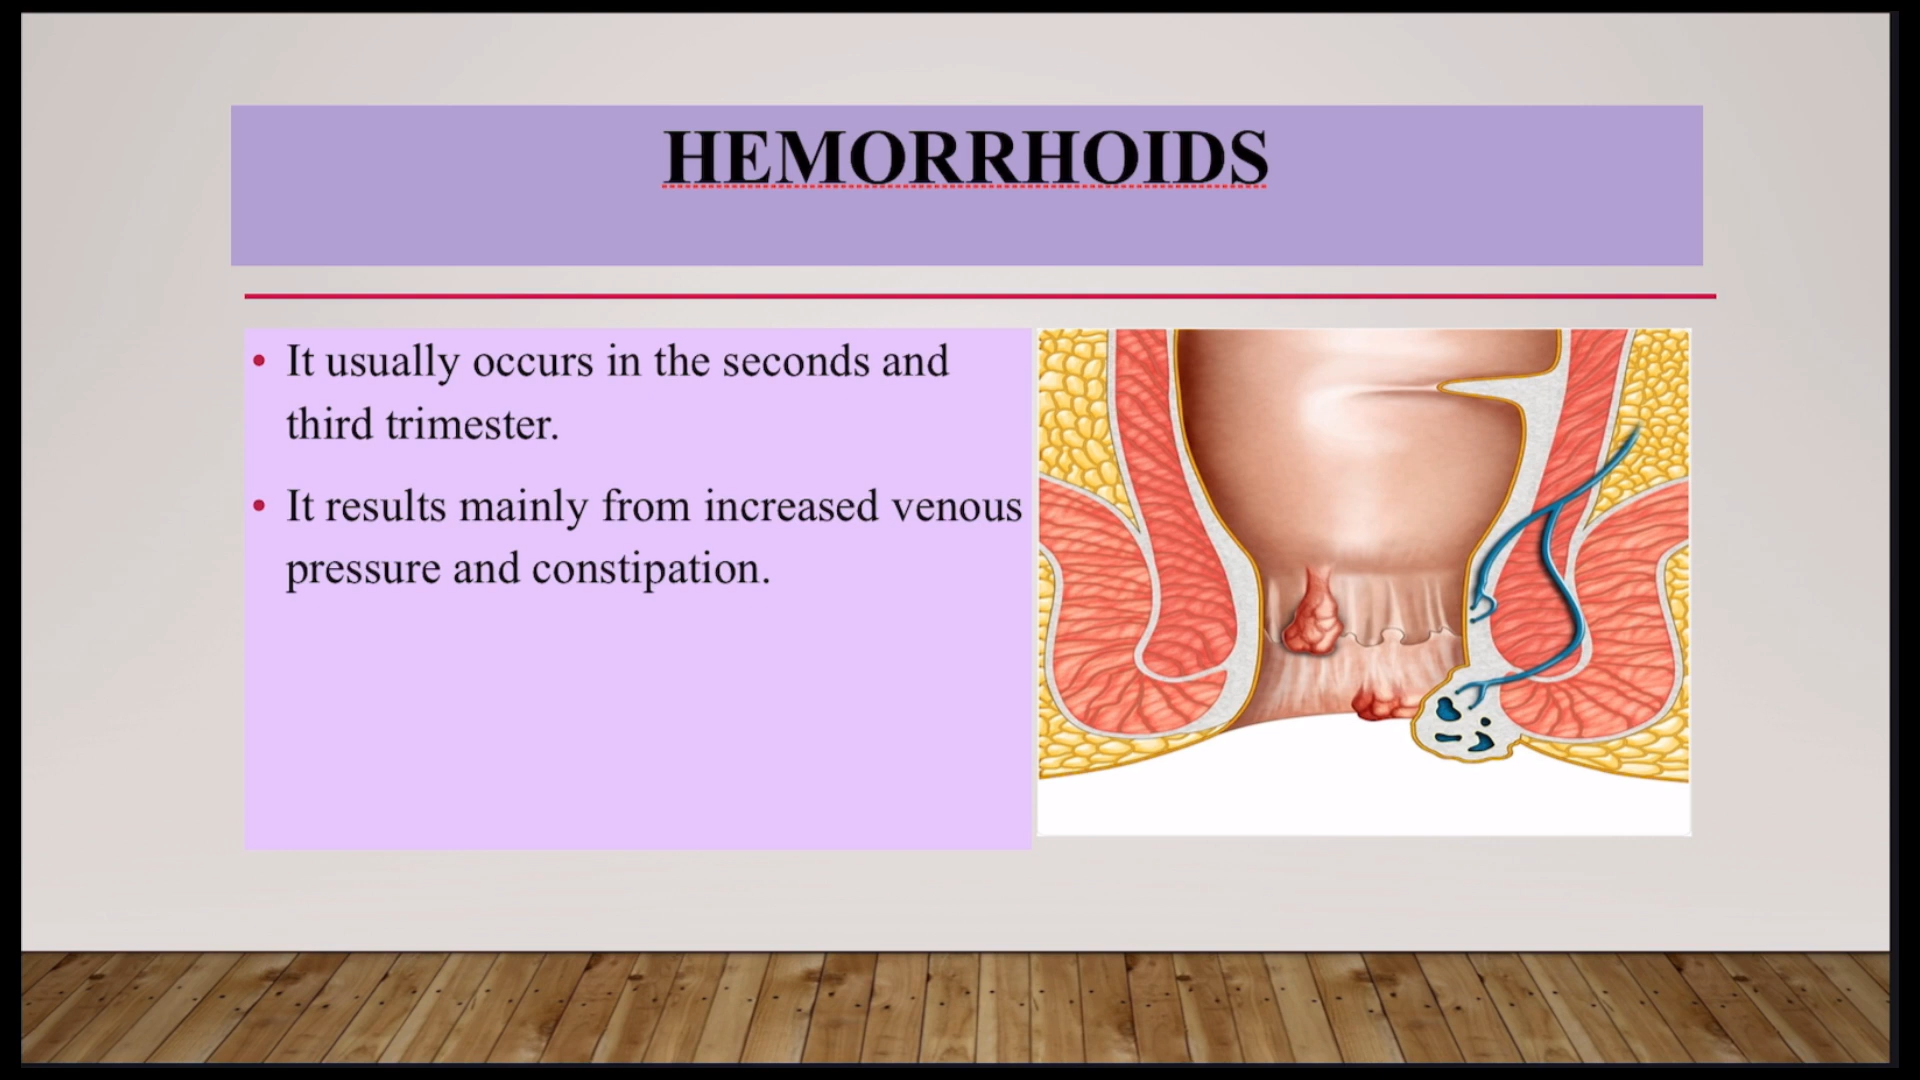 HEMORRHOIDS
• It usually occurs in the seconds and
third trimester.
• It results mainly from increased venous
pressure and constipation.